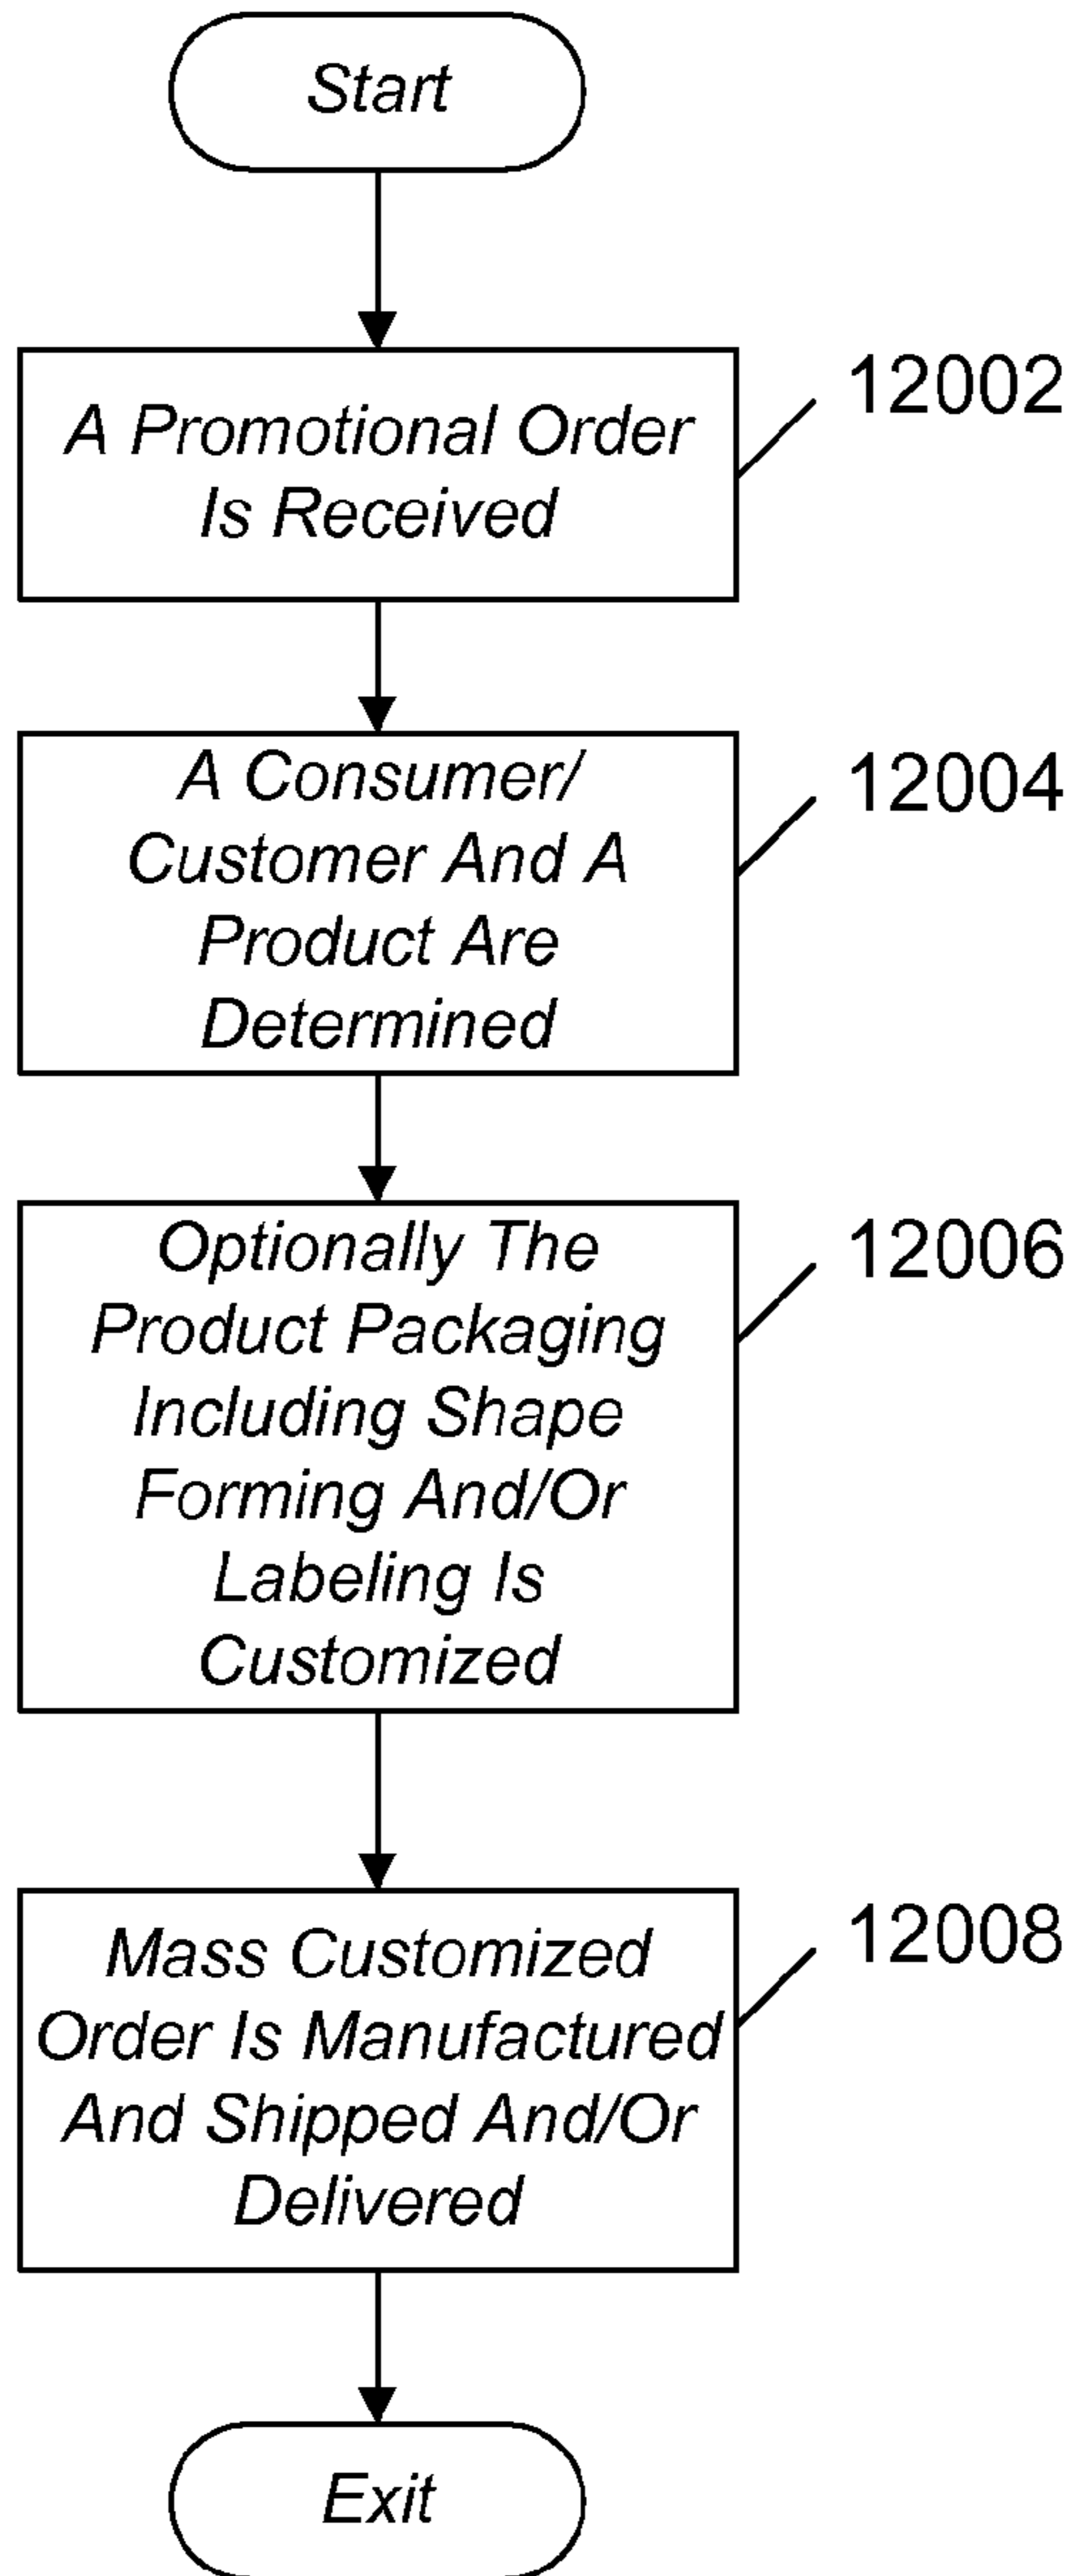 Start
A Promotional Order
Is Received
12002
A Consumer/
Customer And A
Product Are
Determined
12004
Optionally The
Product Packaging
Including Shape
Forming And/Or
Labeling Is
Customized
12006
Mass Customized
Order Is Manufactured
And Shipped And/Or
Delivered
12008
Exit